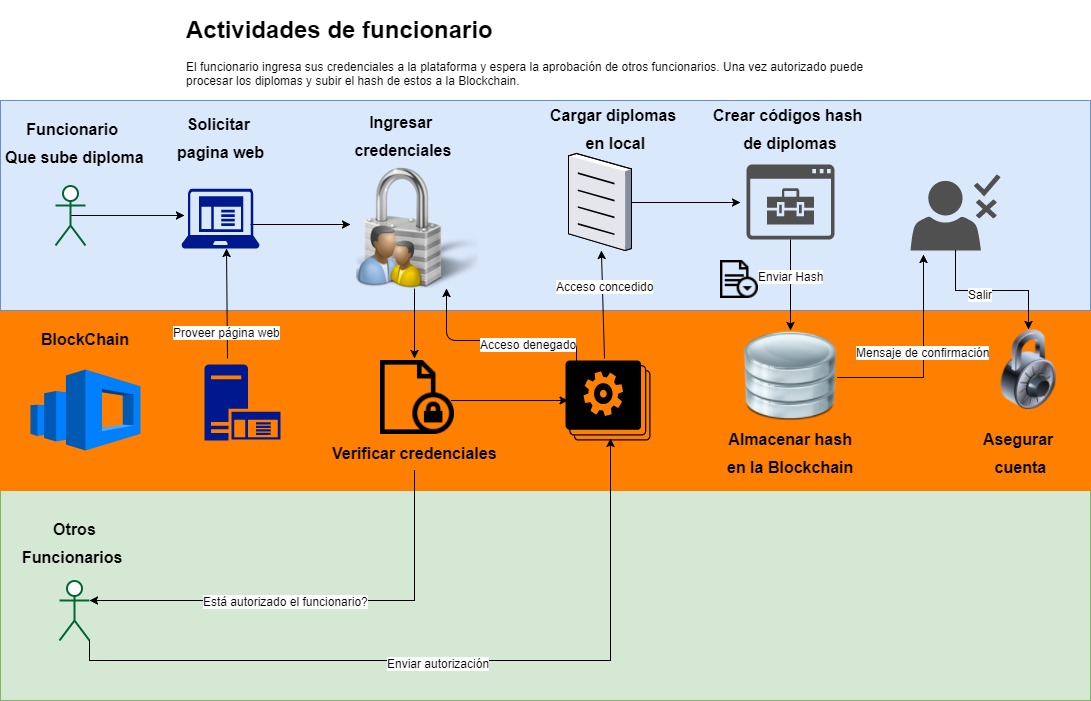 Actividades de funcionario
El funcionario ingresa sus credenciales a la plataforma y espera la aprobación de otros funcionarios. Una vez autorizado puede
procesar los diplomas y subir el hash de estos a la Blockchain.
Funcionario
Que sube diploma
Solicitar
pagina web
Ingresar
credenciales
Cargar diplomas
en local
Crear códigos hash
de diplomas
Acceso concedido
Enviar Hash
Salir
BlockChain
Proveer página web
Acceso denegado
Mensaje de confirmación
Verificar credenciales
Almacenar hash
en la Blockchain
Asegurar
cuenta
Otros
Funcionarios
Está autorizado el funcionario?
Enviar autorización